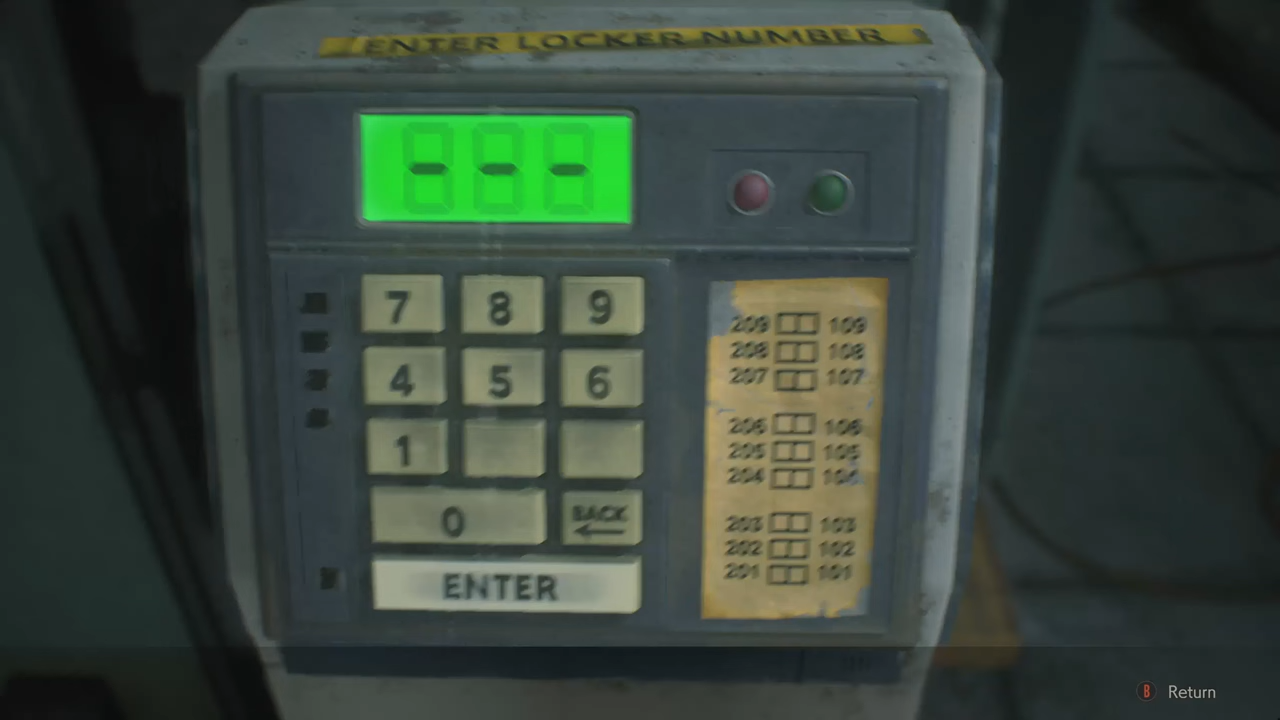 ENTER LOCKER NUMBER
- - -
7 8 9
4 5 6
1
0 BACK
ENTER
209 109
208 108
207 107
206 106
205 105
204 104
203 103
202 102
201 101
B Return